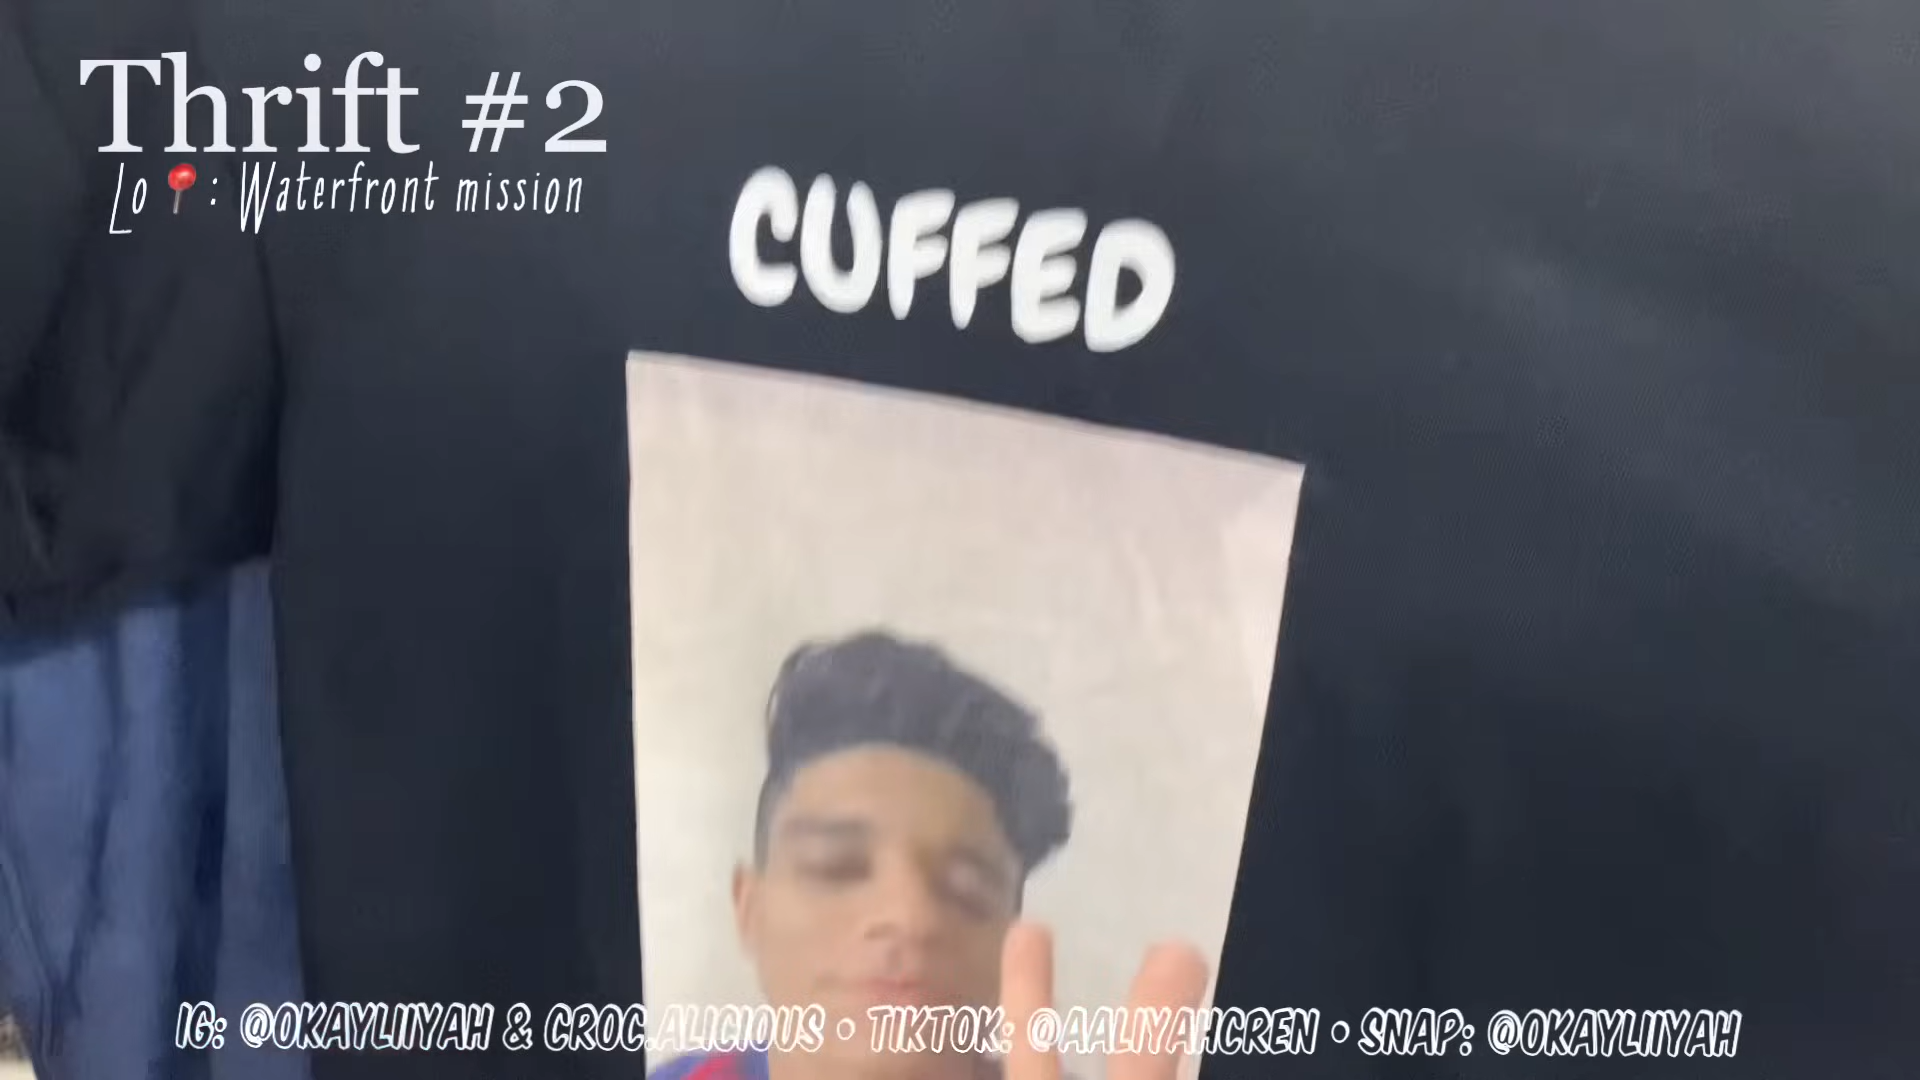 Thrift #2
Lo📍: Waterfront mission
CUFFED
IG: @OKAYLIIYAH & CROC.ALICIOUS • TIKTOK: @AALIYAHCREN • SNAP: @OKAYLIIYAH